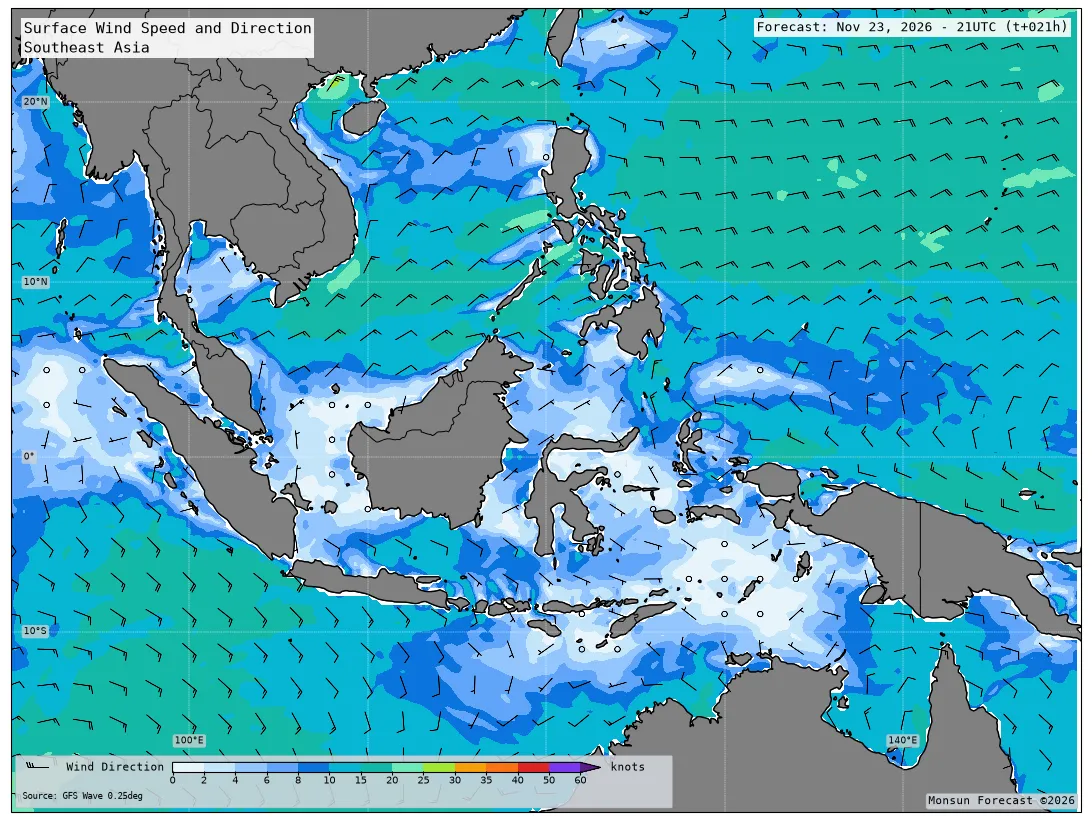 Surface Wind Speed and Direction
Southeast Asia
Forecast: Nov 23, 2026 - 21UTC (t+021h)
20°N
10°N
0°
10°S
100°E
140°E
Wind Direction
0 2 4 6 8 10 15 20 25 30 35 40 50 60
knots
Source: GFS Wave 0.25deg
Monsun Forecast ©2026